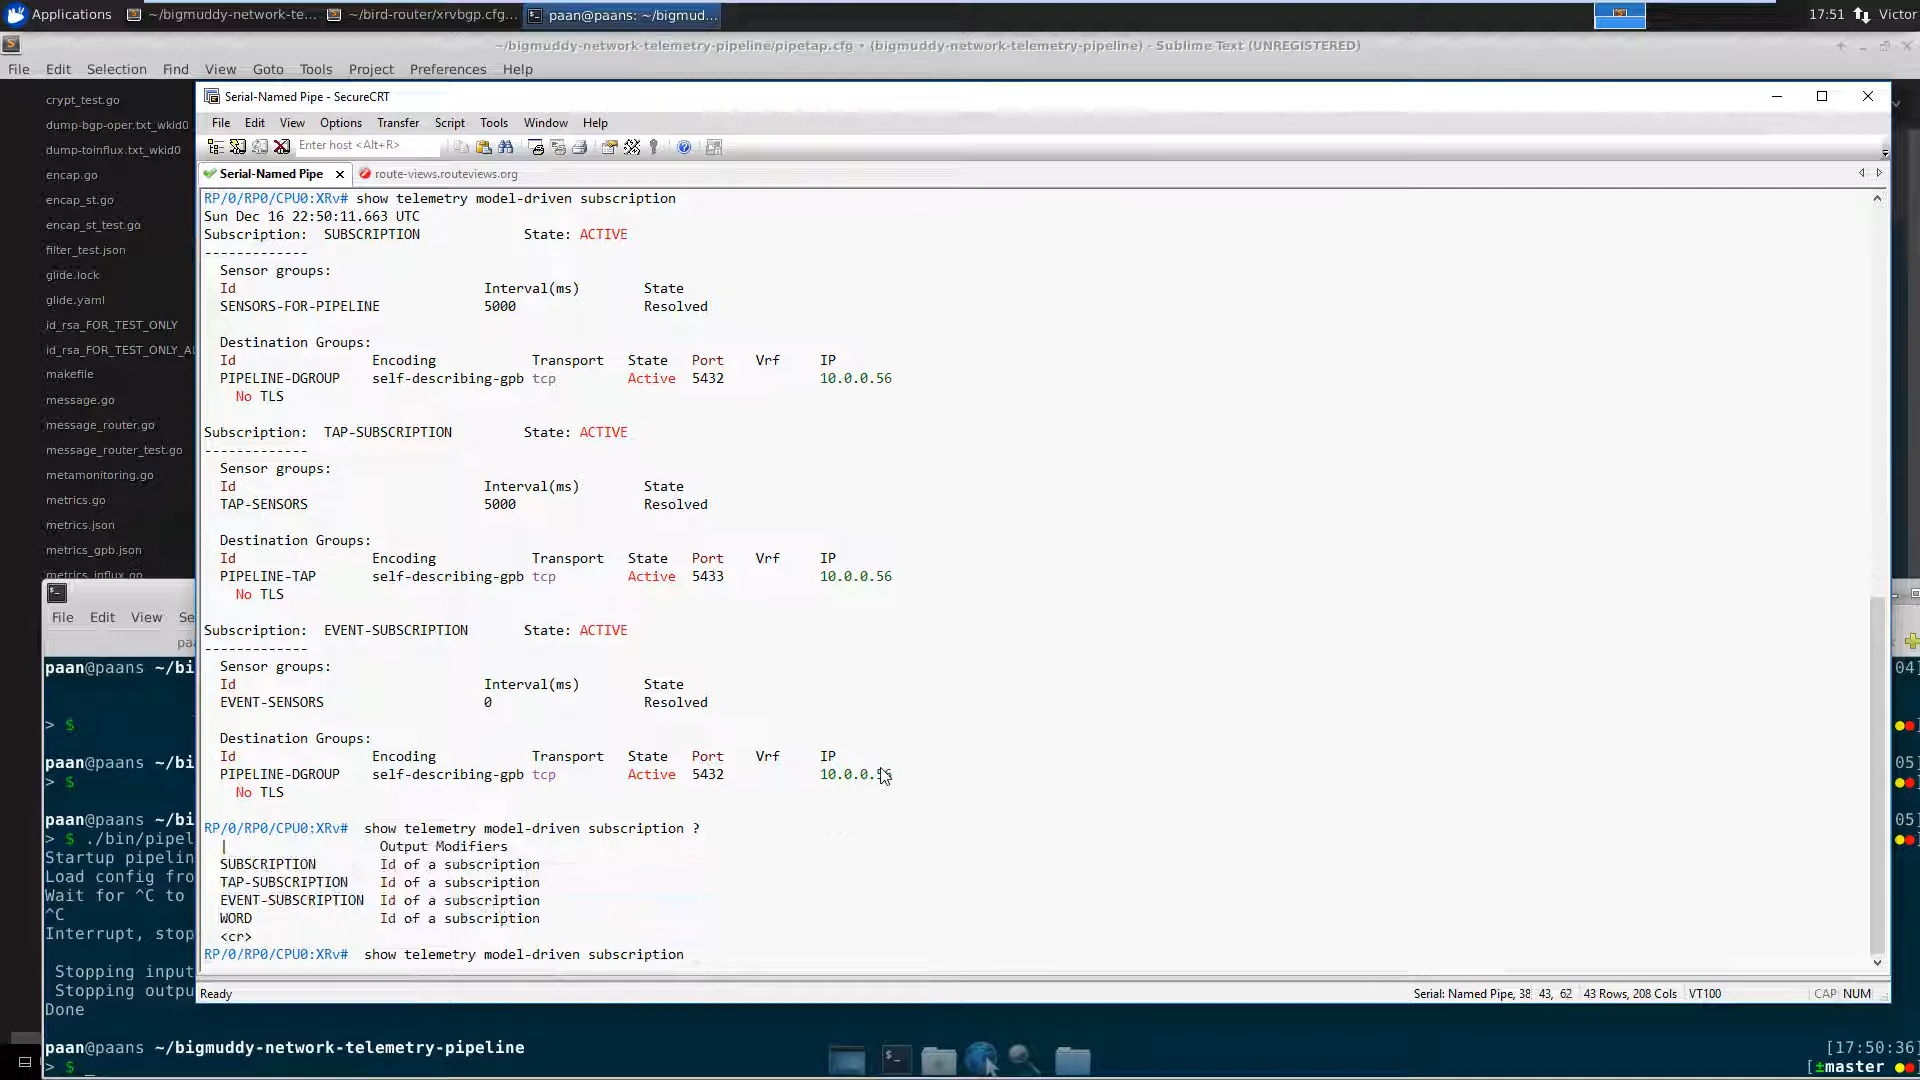 Applications ~/bigmuddy-network-te... ~/bird-router/xrvbgp.cfg... paan@paans: ~/bigmud... 17:51 Victor
~/bigmuddy-network-telemetry-pipeline/pipetap.cfg • (bigmuddy-network-telemetry-pipeline) - Sublime Text (UNREGISTERED)
File Edit Selection Find View Goto Tools Project Preferences Help
crypt_test.go
dump-bgp-oper.txt_wkid0
dump-toinflux.txt_wkid0
encap.go
encap_st.go
encap_st_test.go
filter_test.json
glide.lock
glide.yaml
id_rsa_FOR_TEST_ONLY
id_rsa_FOR_TEST_ONLY_AL
makefile
message.go
message_router.go
message_router_test.go
metamonitoring.go
metrics.go
metrics.json
metrics_gpb.json
metrics_influx.go
Serial-Named Pipe - SecureCRT
File Edit View Options Transfer Script Tools Window Help
Enter host <Alt+R>
Serial-Named Pipe route-views.routeviews.org
RP/0/RP0/CPU0:XRv# show telemetry model-driven subscription
Sun Dec 16 22:50:11.663 UTC
Subscription: SUBSCRIPTION State: ACTIVE
-------------
Sensor groups:
Id Interval(ms) State
SENSORS-FOR-PIPELINE 5000 Resolved
Destination Groups:
Id Encoding Transport State Port Vrf IP
PIPELINE-DGROUP self-describing-gpb tcp Active 5432 10.0.0.56
No TLS
Subscription: TAP-SUBSCRIPTION State: ACTIVE
-------------
Sensor groups:
Id Interval(ms) State
TAP-SENSORS 5000 Resolved
Destination Groups:
Id Encoding Transport State Port Vrf IP
PIPELINE-TAP self-describing-gpb tcp Active 5433 10.0.0.56
No TLS
Subscription: EVENT-SUBSCRIPTION State: ACTIVE
-------------
Sensor groups:
Id Interval(ms) State
EVENT-SENSORS 0 Resolved
Destination Groups:
Id Encoding Transport State Port Vrf IP
PIPELINE-DGROUP self-describing-gpb tcp Active 5432 10.0.0.56
No TLS
RP/0/RP0/CPU0:XRv# show telemetry model-driven subscription ?
| Output Modifiers
SUBSCRIPTION Id of a subscription
TAP-SUBSCRIPTION Id of a subscription
EVENT-SUBSCRIPTION Id of a subscription
WORD Id of a subscription
<cr>
RP/0/RP0/CPU0:XRv# show telemetry model-driven subscription
Ready Serial: Named Pipe, 38 43, 62 43 Rows, 208 Cols VT100 CAP NUM
File Edit View Se
pa
paan@paans ~/bi 04]
> $
paan@paans ~/bi 05]
> $
paan@paans ~/bi 05]
> $ ./bin/pipel
Startup pipelin
Load config fro
Wait for ^C to
^C
Interrupt, stop
Stopping input
Stopping outpu
Done
paan@paans ~/bigmuddy-network-telemetry-pipeline [17:50:36]
> $ _ [±master